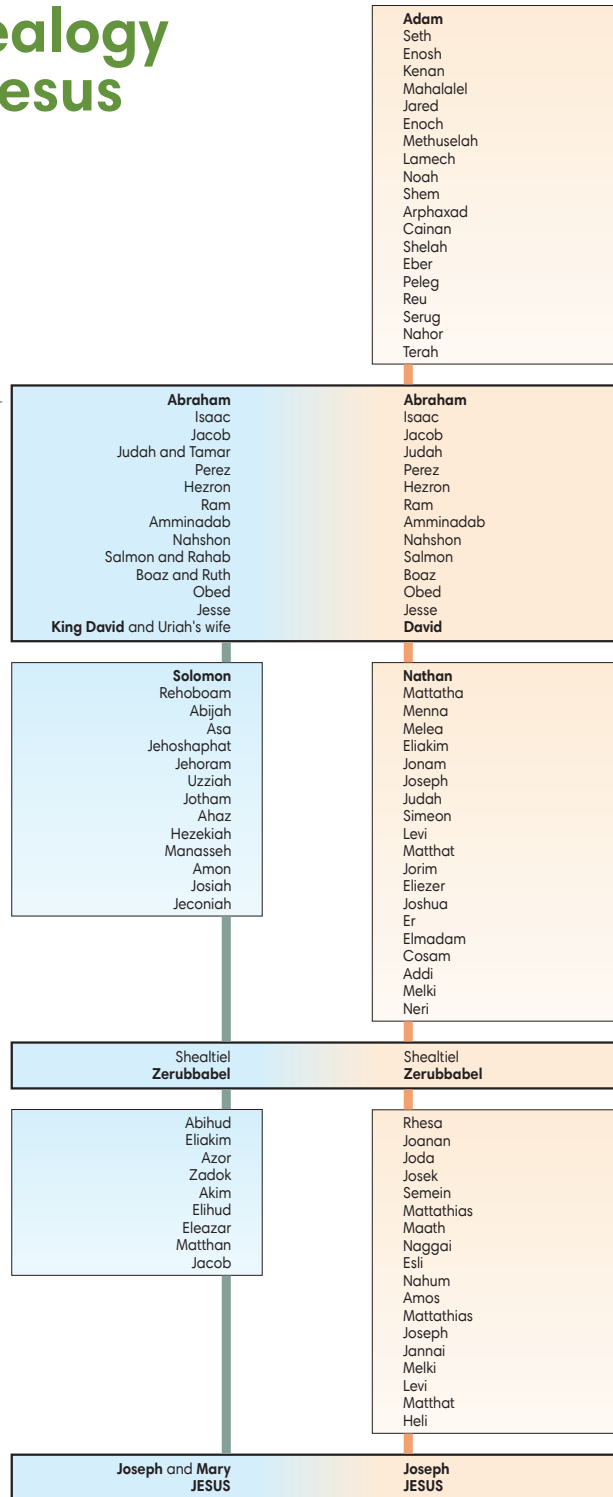 ealogy
esus
Adam
Seth
Enosh
Kenan
Mahalalel
Jared
Enoch
Methuselah
Lamech
Noah
Shem
Arphaxad
Cainan
Shelah
Eber
Peleg
Reu
Serug
Nahor
Terah
Abraham
Isaac
Jacob
Judah and Tamar
Perez
Hezron
Ram
Amminadab
Nahshon
Salmon and Rahab
Boaz and Ruth
Obed
Jesse
King David and Uriah's wife
Abraham
Isaac
Jacob
Judah
Perez
Hezron
Ram
Amminadab
Nahshon
Salmon
Boaz
Obed
Jesse
David
Solomon
Rehoboam
Abijah
Asa
Jehoshaphat
Jehoram
Uzziah
Jotham
Ahaz
Hezekiah
Manasseh
Amon
Josiah
Jeconiah
Nathan
Mattatha
Menna
Melea
Eliakim
Jonam
Joseph
Judah
Simeon
Levi
Matthat
Jorim
Eliezer
Joshua
Er
Elmadam
Cosam
Addi
Melki
Neri
Shealtiel
Zerubbabel
Shealtiel
Zerubbabel
Abihud
Eliakim
Azor
Zadok
Akim
Elihud
Eleazar
Matthan
Jacob
Rhesa
Joanan
Joda
Josek
Semein
Mattathias
Maath
Naggai
Esli
Nahum
Amos
Mattathias
Joseph
Jannai
Melki
Levi
Matthat
Heli
Joseph and Mary
JESUS
Joseph
JESUS